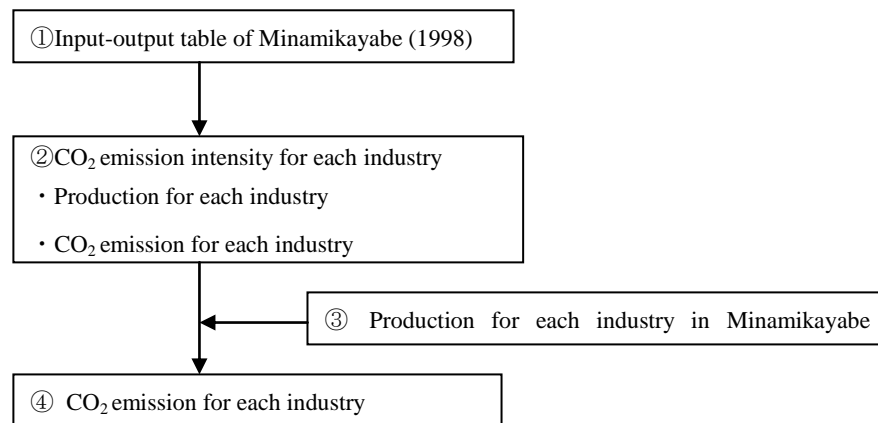 ①Input-output table of Minamikayabe (1998)
②CO₂ emission intensity for each industry
・Production for each industry
・CO₂ emission for each industry
③ Production for each industry in Minamikayabe
④ CO₂ emission for each industry